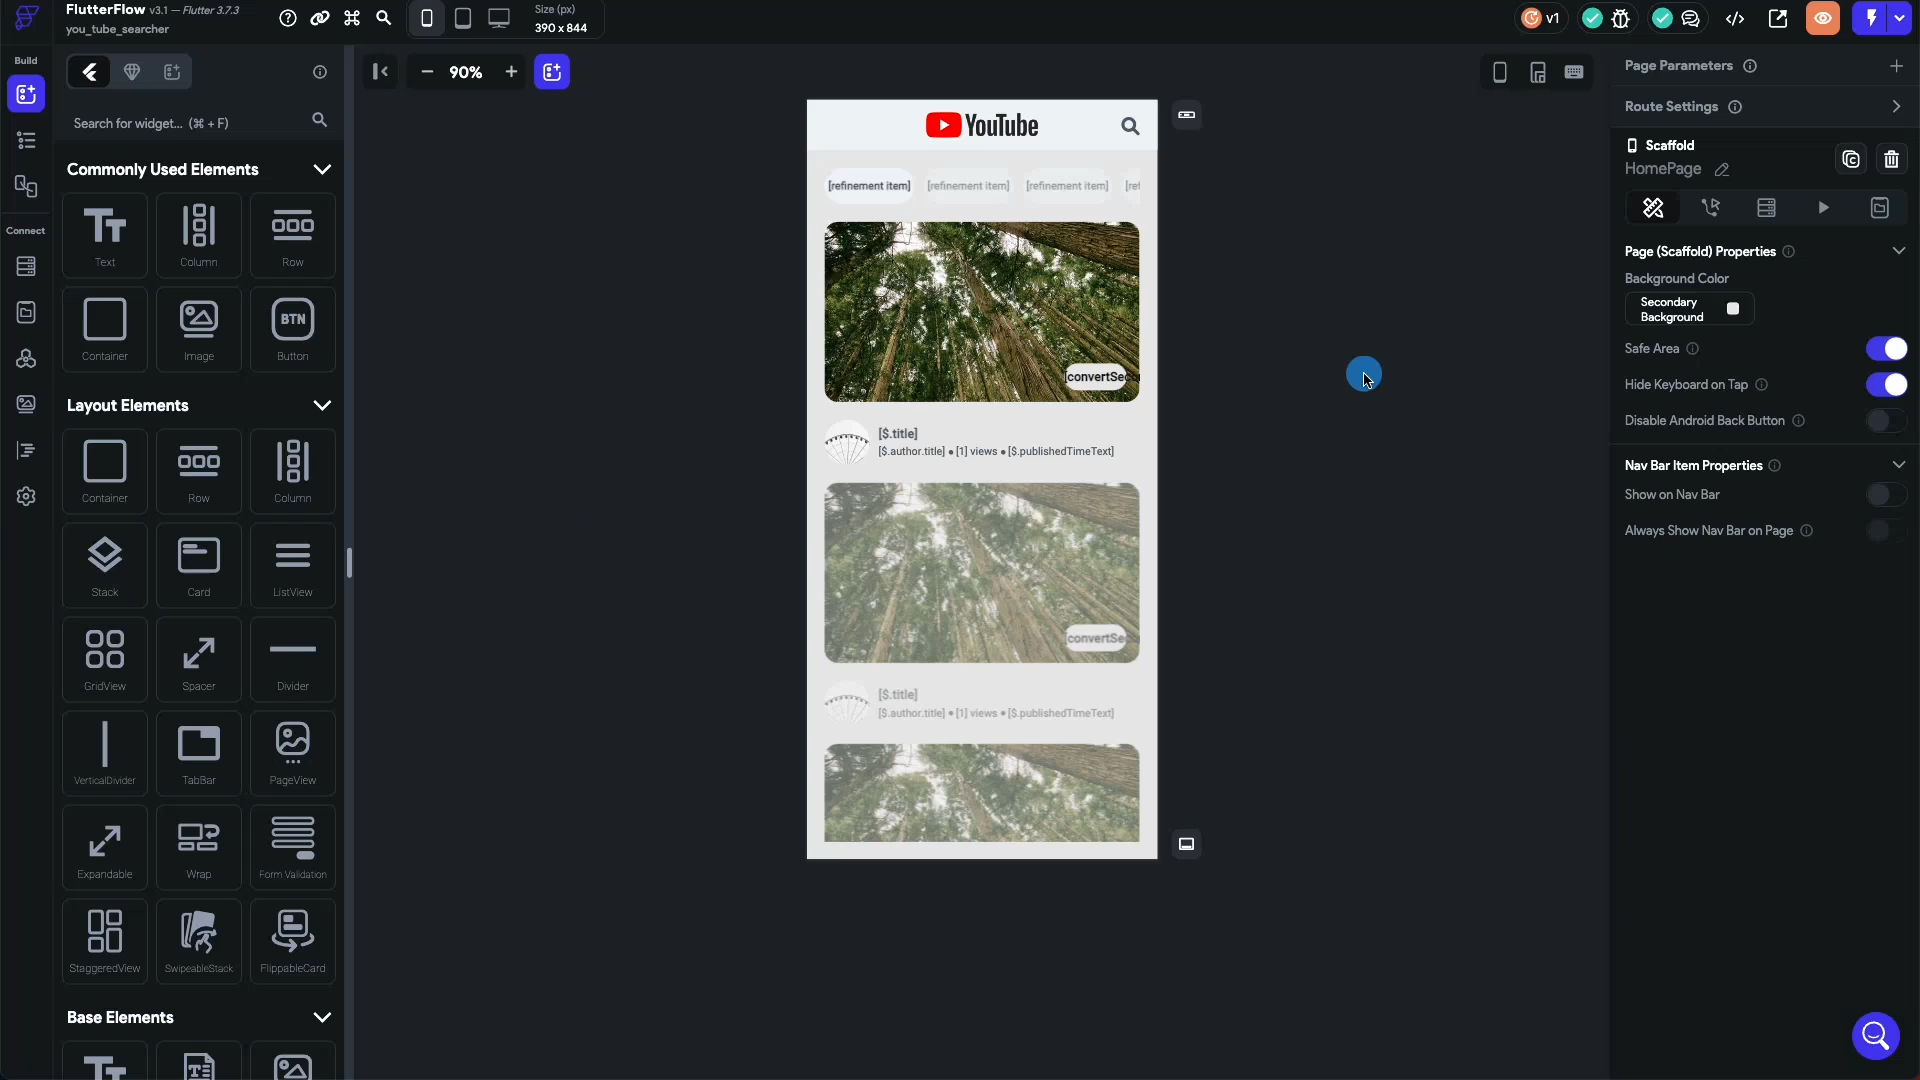 FlutterFlow v3.1 — Flutter 3.7.3
you_tube_searcher
Size (px)
390 x 844
v1
Build
Connect
Search for widget... (⌘ + F)
Commonly Used Elements
Text
Column
Row
Container
Image
BTN
Button
Layout Elements
Container
Row
Column
Stack
Card
ListView
GridView
Spacer
Divider
VerticalDivider
TabBar
PageView
Expandable
Wrap
Form Validation
StaggeredView
SwipeableStack
FlippableCard
Base Elements
90%
YouTube
[refinement item]
[refinement item]
[refinement item]
[ref
[convertSeco
[$.title]
[$.author.title] • [1] views • [$.publishedTimeText]
[convertSeco
[$.title]
[$.author.title] • [1] views • [$.publishedTimeText]
Page Parameters
Route Settings
Scaffold
HomePage
Page (Scaffold) Properties
Background Color
Secondary
Background
Safe Area
Hide Keyboard on Tap
Disable Android Back Button
Nav Bar Item Properties
Show on Nav Bar
Always Show Nav Bar on Page